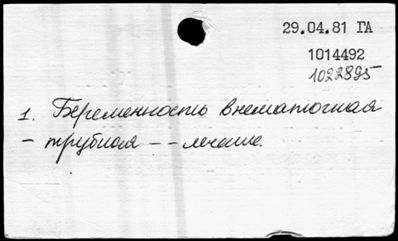 29.04.81 ГА
1014492
1022895
1. Беременность внематочная
- трубная - - лечение.